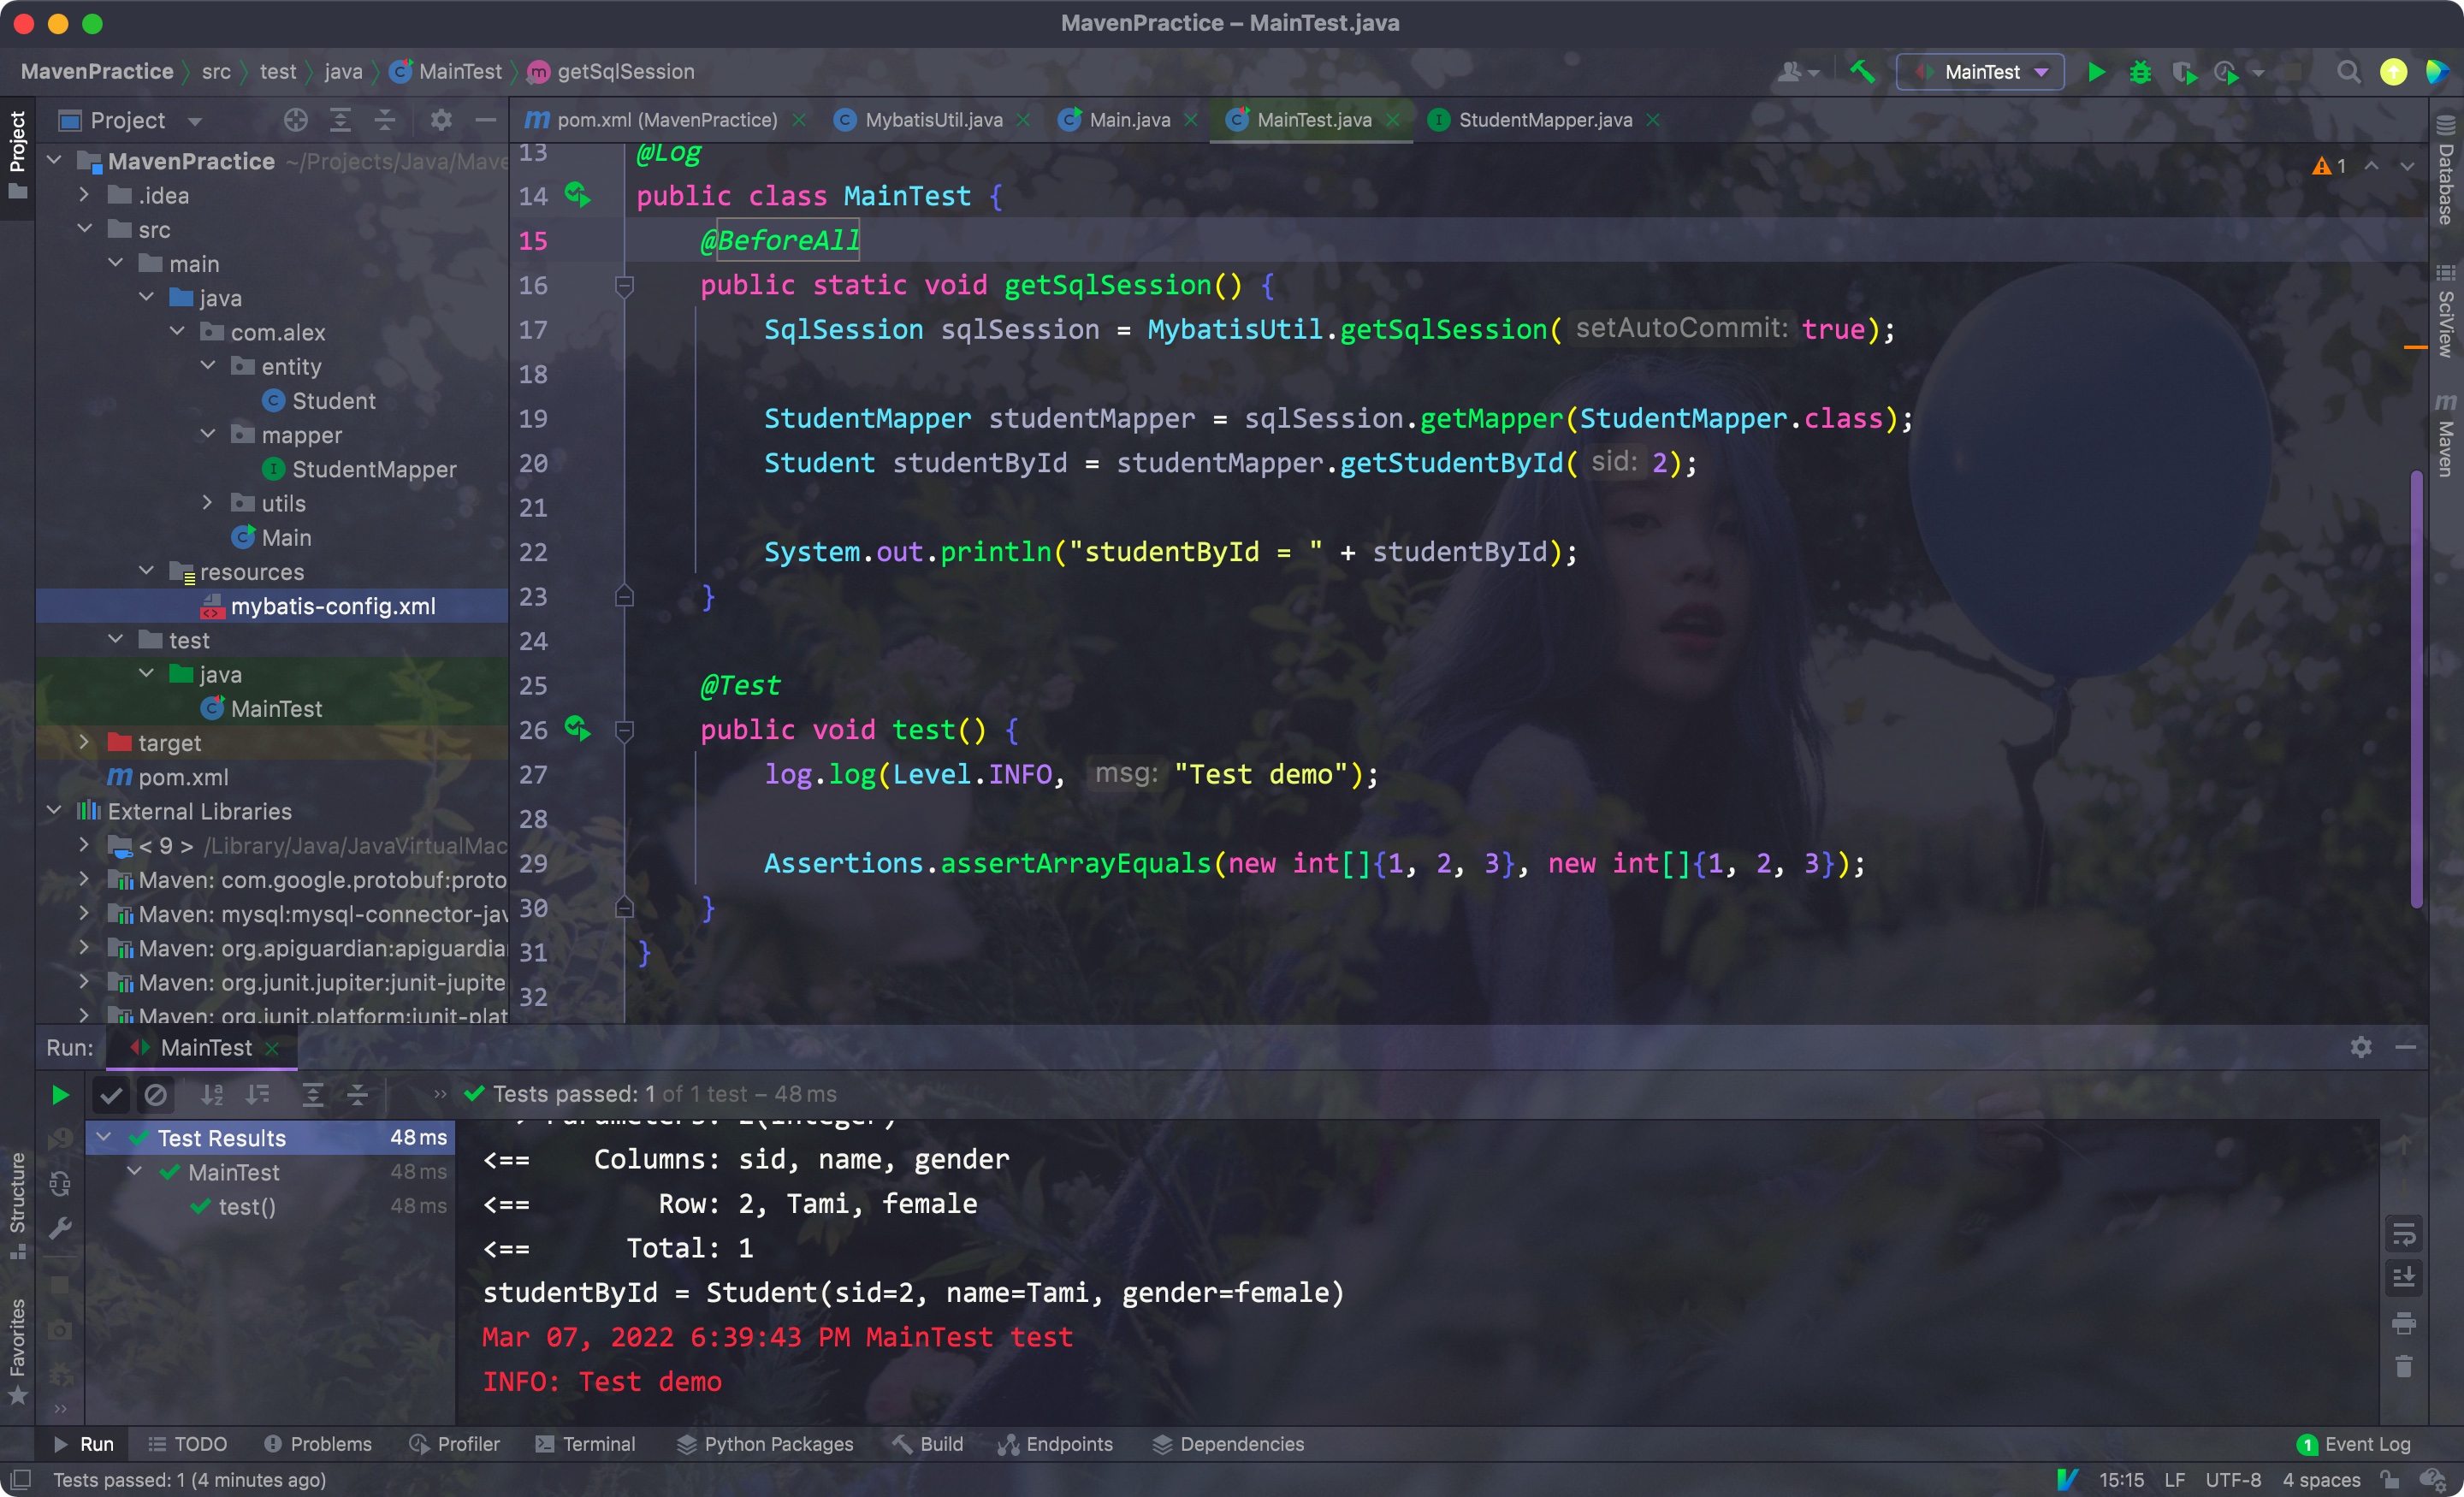 MavenPractice – MainTest.java
MavenPractice src test java MainTest getSqlSession
MainTest
Project
pom.xml (MavenPractice)
MybatisUtil.java
Main.java
MainTest.java
StudentMapper.java
Project
MavenPractice ~/Projects/Java/Mave
.idea
src
main
java
com.alex
entity
Student
mapper
StudentMapper
utils
Main
resources
mybatis-config.xml
test
java
MainTest
target
pom.xml
External Libraries
< 9 > /Library/Java/JavaVirtualMac
Maven: com.google.protobuf:proto
Maven: mysql:mysql-connector-jav
Maven: org.apiguardian:apiguardia
Maven: org.junit.jupiter:junit-jupite
Maven: org.junit.platform:junit-plat
13 @Log
14 public class MainTest {
15 @BeforeAll
16 public static void getSqlSession() {
17 SqlSession sqlSession = MybatisUtil.getSqlSession( setAutoCommit: true);
18
19 StudentMapper studentMapper = sqlSession.getMapper(StudentMapper.class);
20 Student studentById = studentMapper.getStudentById( sid: 2);
21
22 System.out.println("studentById = " + studentById);
23 }
24
25 @Test
26 public void test() {
27 log.log(Level.INFO, msg: "Test demo");
28
29 Assertions.assertArrayEquals(new int[]{1, 2, 3}, new int[]{1, 2, 3});
30 }
31 }
32
1
Database
SciView
Maven
Run: MainTest
Tests passed: 1 of 1 test – 48 ms
Test Results 48 ms
MainTest 48 ms
test() 48 ms
Parameters: 2(Integer)
<== Columns: sid, name, gender
<== Row: 2, Tami, female
<== Total: 1
studentById = Student(sid=2, name=Tami, gender=female)
Mar 07, 2022 6:39:43 PM MainTest test
INFO: Test demo
Structure
Favorites
Run TODO Problems Profiler Terminal Python Packages Build Endpoints Dependencies 1 Event Log
Tests passed: 1 (4 minutes ago) 15:15 LF UTF-8 4 spaces